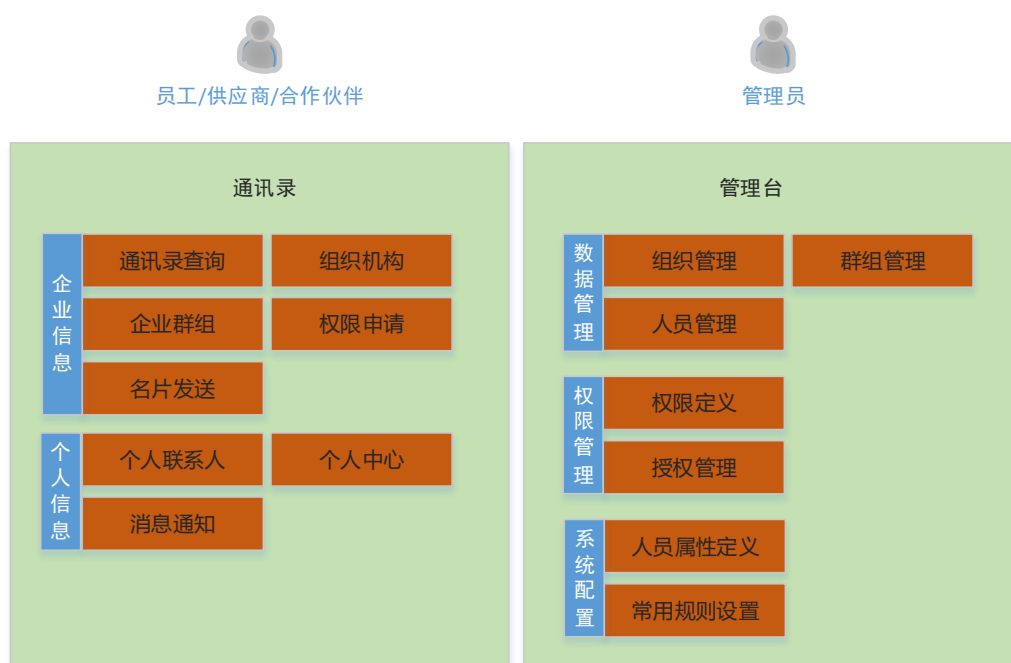 员工/供应商/合作伙伴
管理员
通讯录
企业信息
通讯录查询
组织机构
企业群组
权限申请
名片发送
个人信息
个人联系人
个人中心
消息通知
管理台
数据管理
组织管理
群组管理
人员管理
权限管理
权限定义
授权管理
系统配置
人员属性定义
常用规则设置